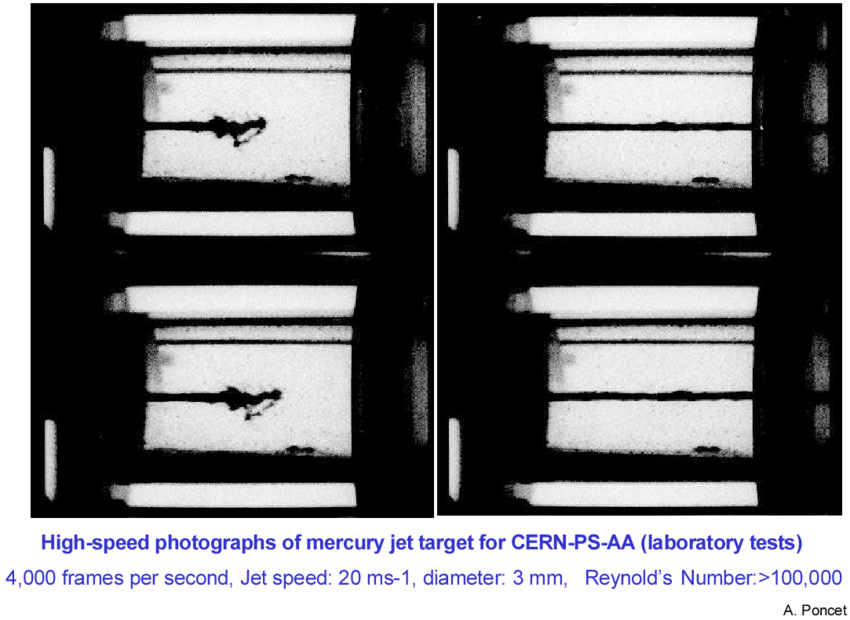 High-speed photographs of mercury jet target for CERN-PS-AA (laboratory tests)
4,000 frames per second, Jet speed: 20 ms-1, diameter: 3 mm, Reynold's Number:>100,000
A. Poncet